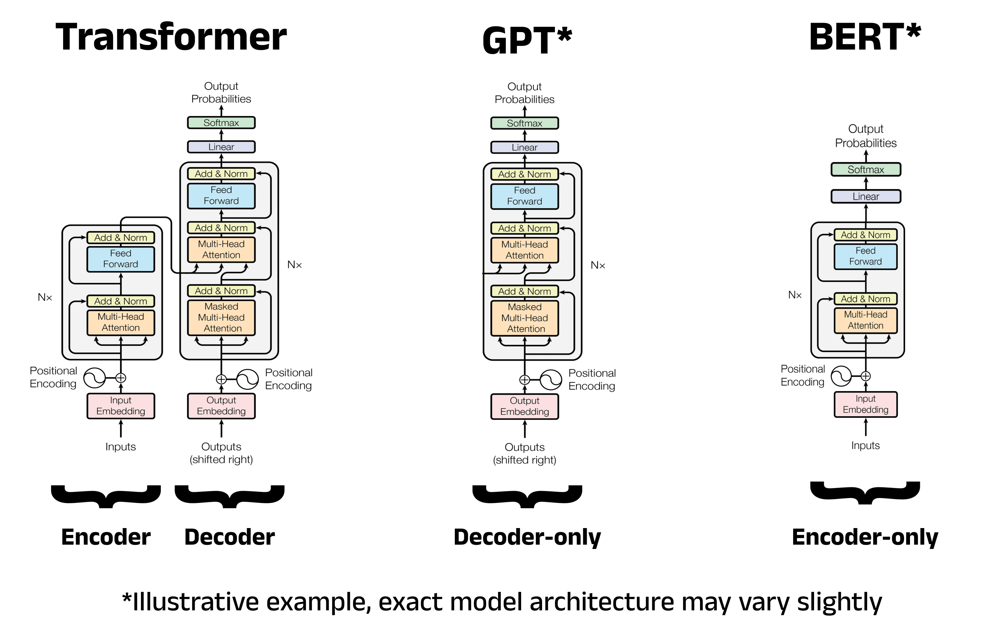 Transformer
Output
Probabilities
Softmax
Linear
Add & Norm
Feed
Forward
Add & Norm
Multi-Head
Attention
Add & Norm
Masked
Multi-Head
Attention
Nx
Positional
Encoding
Output
Embedding
Outputs
(shifted right)
Add & Norm
Feed
Forward
Add & Norm
Multi-Head
Attention
Nx
Positional
Encoding
Input
Embedding
Inputs
Encoder
Decoder
GPT*
Output
Probabilities
Softmax
Linear
Add & Norm
Feed
Forward
Add & Norm
Multi-Head
Attention
Add & Norm
Masked
Multi-Head
Attention
Nx
Positional
Encoding
Output
Embedding
Outputs
(shifted right)
Decoder-only
BERT*
Output
Probabilities
Softmax
Linear
Add & Norm
Feed
Forward
Add & Norm
Multi-Head
Attention
Nx
Positional
Encoding
Input
Embedding
Inputs
Encoder-only
*Illustrative example, exact model architecture may vary slightly